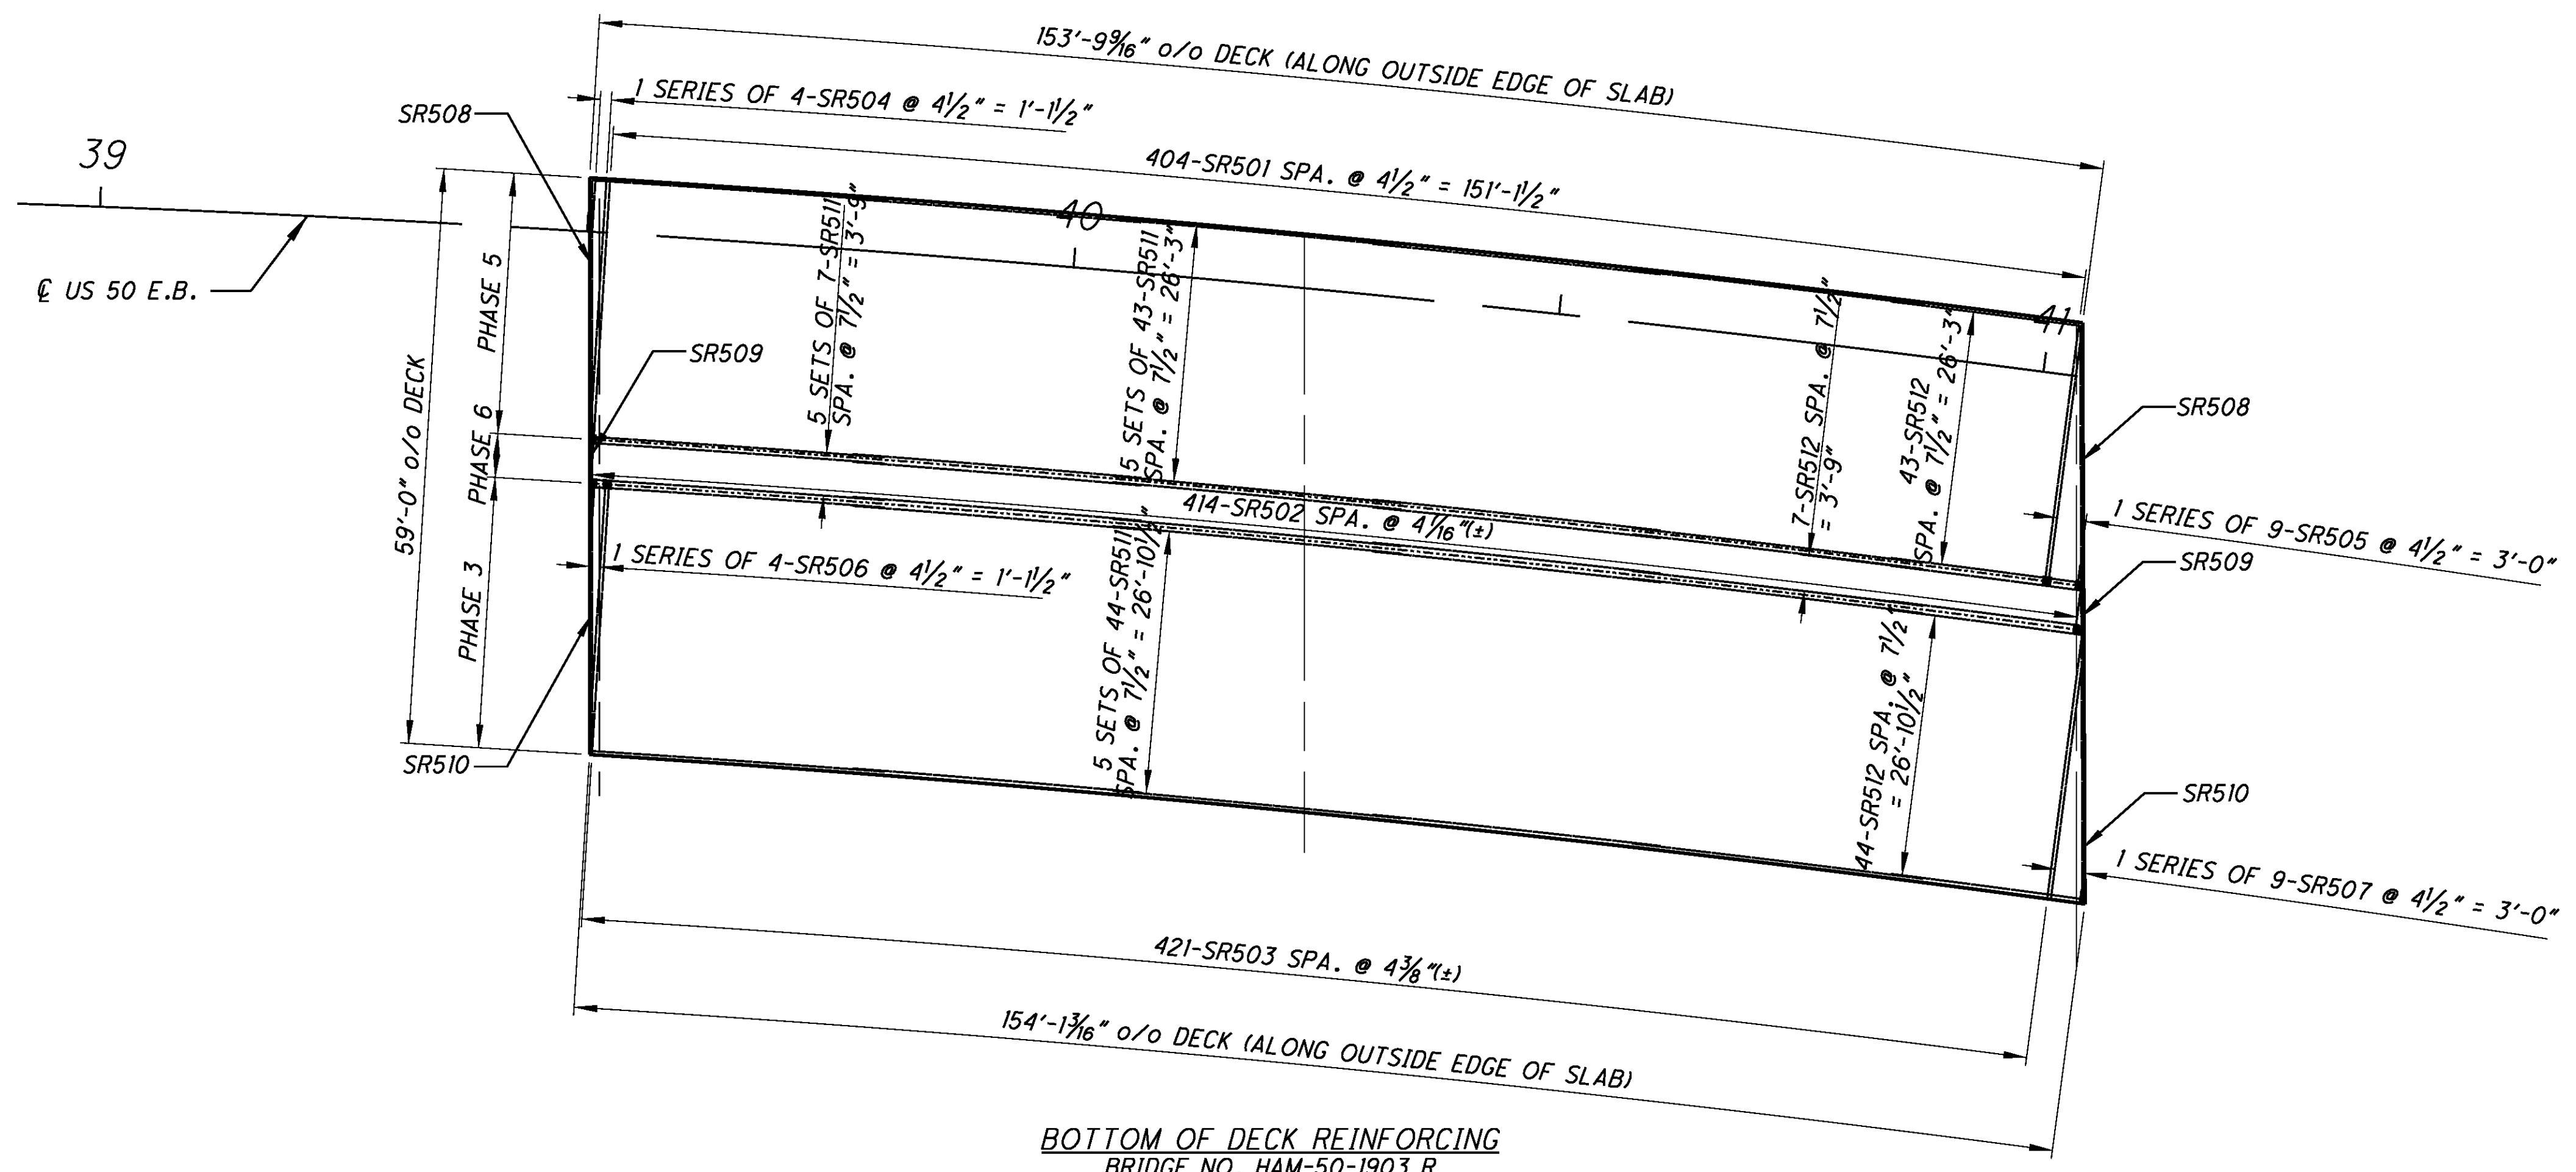 153'-9 9/16" o/o DECK (ALONG OUTSIDE EDGE OF SLAB)
1 SERIES OF 4-SR504 @ 4 1/2" = 1'-1 1/2"
SR508
404-SR501 SPA. @ 4 1/2" = 151'-1 1/2"
39
40
41
℄ US 50 E.B.
59'-0" o/o DECK
PHASE 5
PHASE 6
PHASE 3
SR509
5 SETS OF 7-SR511
SPA. @ 7 1/2" = 3'-9"
5 SETS OF 43-SR511
SPA. @ 7 1/2" = 26'-3"
7-SR512 SPA. @ 7 1/2"
= 3'-9"
43-SR512
SPA. @ 7 1/2" = 26'-3"
SR508
1 SERIES OF 9-SR505 @ 4 1/2" = 3'-0"
SR509
414-SR502 SPA. @ 4 1/16"(±)
1 SERIES OF 4-SR506 @ 4 1/2" = 1'-1 1/2"
5 SETS OF 44-SR511
SPA. @ 7 1/2" = 26'-10 1/2"
44-SR512 SPA. @ 7 1/2"
= 26'-10 1/2"
SR510
SR510
1 SERIES OF 9-SR507 @ 4 1/2" = 3'-0"
421-SR503 SPA. @ 4 3/8"(±)
154'-1 3/16" o/o DECK (ALONG OUTSIDE EDGE OF SLAB)
BOTTOM OF DECK REINFORCING
BRIDGE NO. HAM-50-1903 R